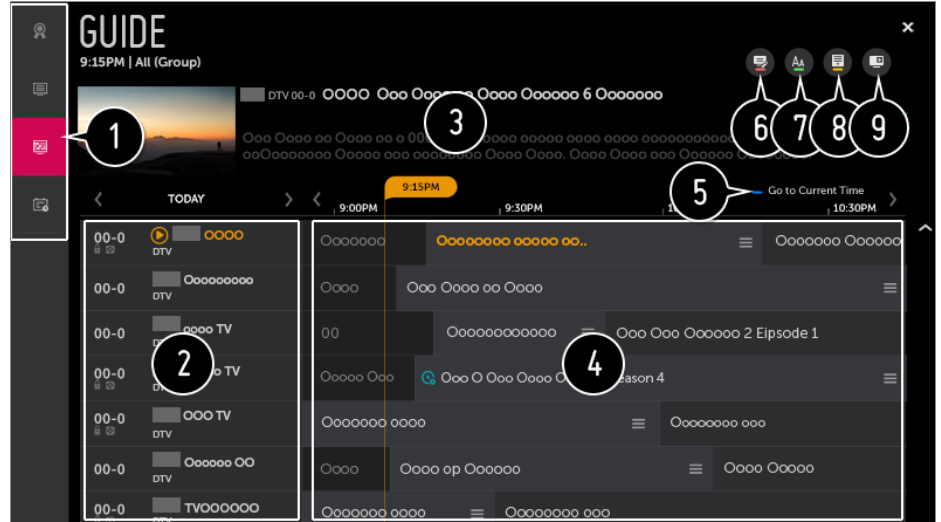 GUIDE
9:15PM | All (Group)
AA
DTV 00-0 OOOO Ooo Oooo Oooo Oooooo 6 Ooooooo
1
3
6 7 8 9
5
Go to Current Time
TODAY
9:15PM
9:00PM 9:30PM 10:30PM
00-0 OOOO Ooooooo Oooooooo ooooo oo.. Ooooooo Oooooo
DTV
00-0 Ooooooooo Oooo Ooo Oooo oo Oooo
DTV
00-0 oooo TV 00 Oooooooooooo Ooo Ooo Oooooo 2 Eipsode 1
2
4
00-0 o TV Ooooo Ooo Ooo O Ooo Oooo eason 4
00-0 OOO TV Ooooooo oooo Oooooooo ooo
DTV
00-0 Oooooo OO Oooo Oooo op Oooooo Oooo Ooooo
DTV
00-0 TVOOOOOO Ooooooo oooo Oooooooo ooo
DTV